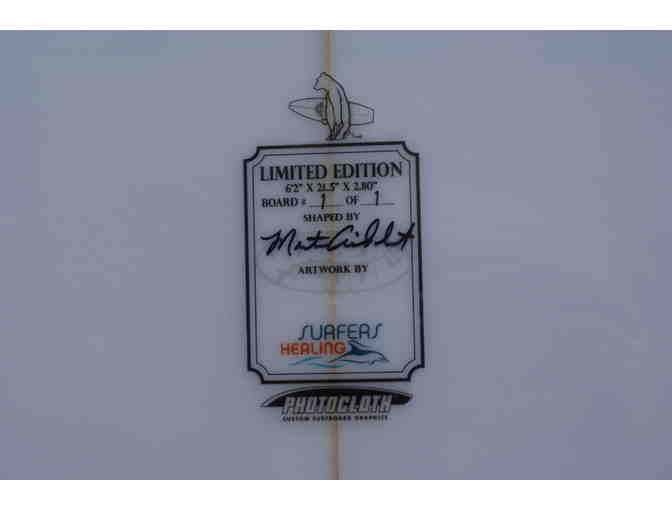 LIMITED EDITION
6'2" X 21.5" X 2.80"
BOARD # 1 OF 1
SHAPED BY
ARTWORK BY
SURFERS
HEALING
PHOTOCLOTH
CUSTOM SURFBOARD GRAPHICS